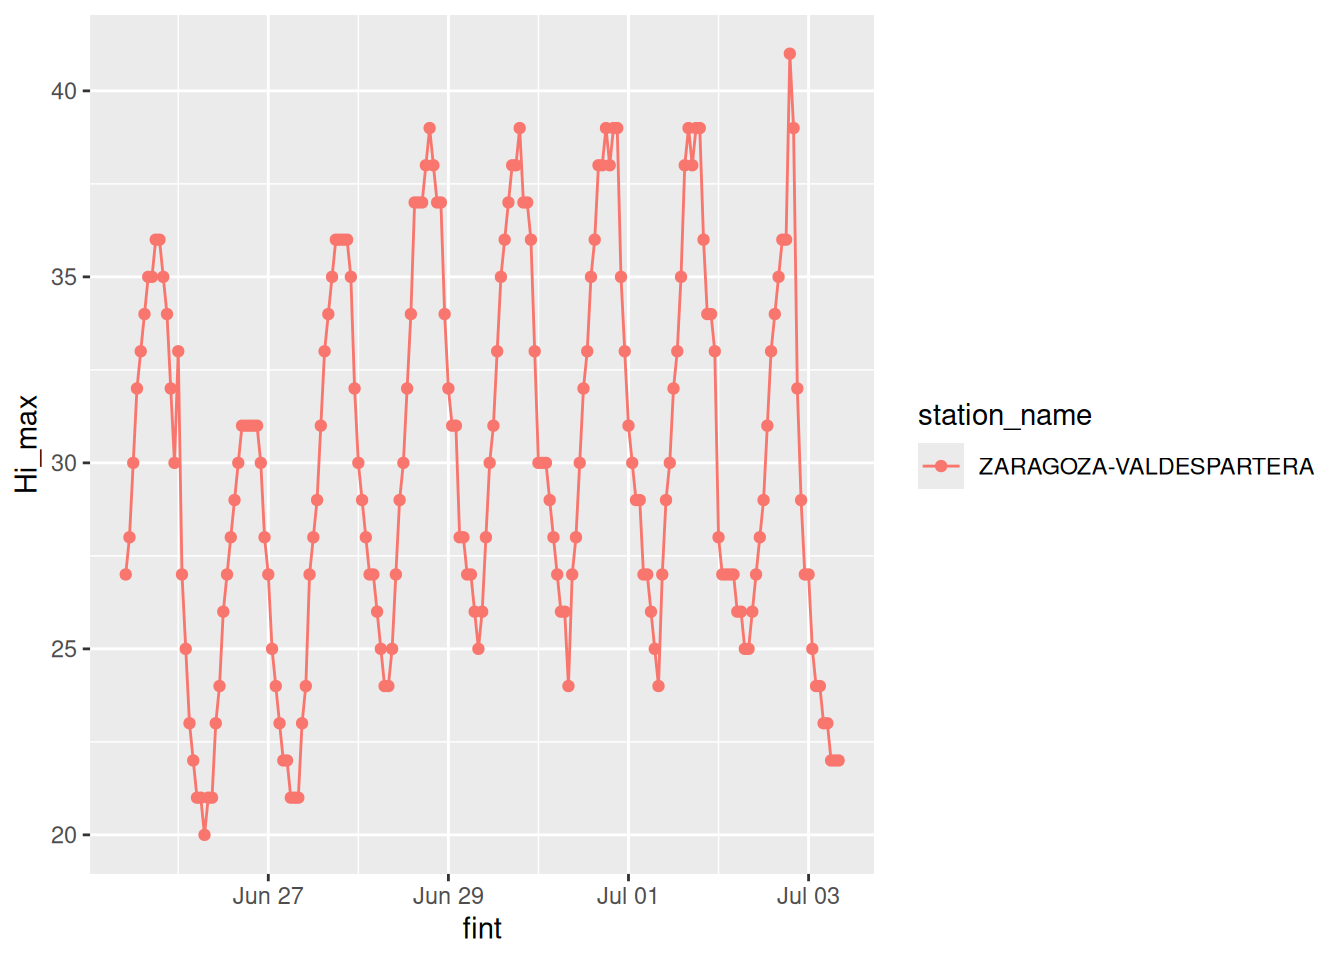 Hi_max
40
35
30
25
20
Jun 27 Jun 29 Jul 01 Jul 03
fint
station_name
ZARAGOZA-VALDESPARTERA